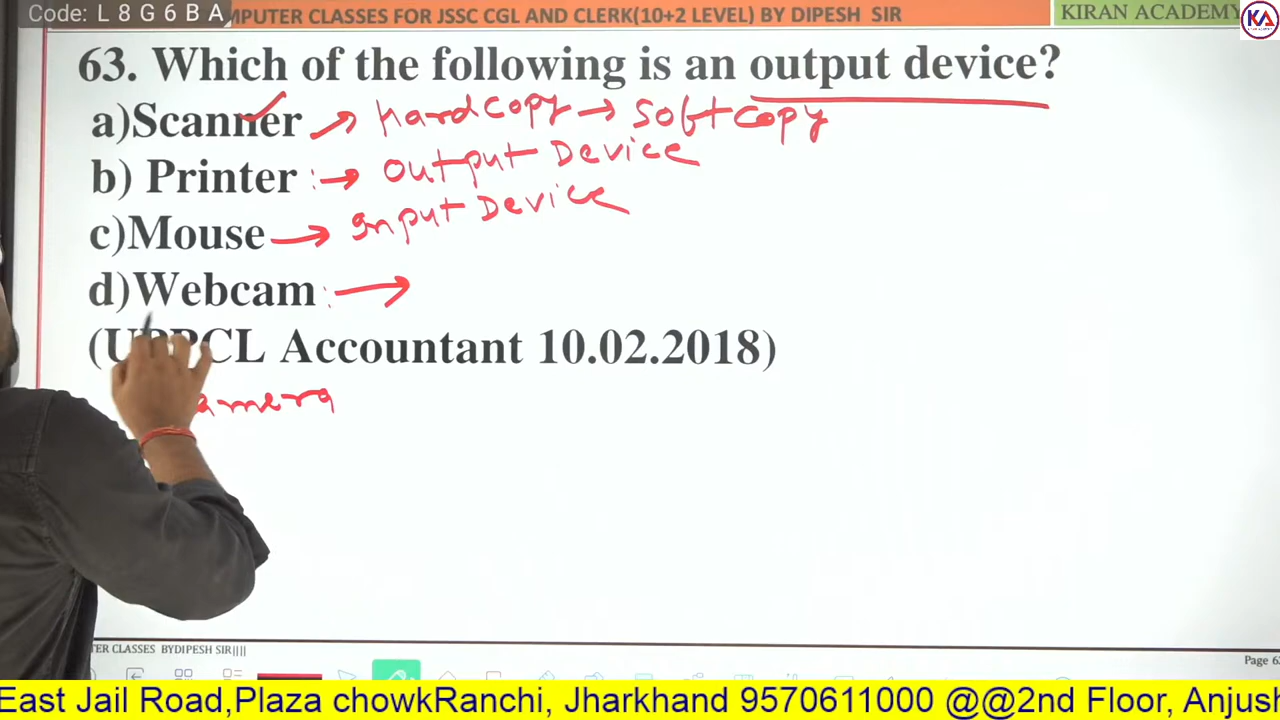 Code: L 8 G 6 B A
MPUTER CLASSES FOR JSSC CGL AND CLERK(10+2 LEVEL) BY DIPESH SIR
KIRAN ACADEMY
KA
63. Which of the following is an output device?
a)Scanner → Hardcopy → Softcopy
b) Printer :→ Output Device
c)Mouse → Input Device
d)Webcam :→
(UPPCL Accountant 10.02.2018)
amera
TER CLASSES BYDIPESH SIR||||
Page 6
East Jail Road,Plaza chowkRanchi, Jharkhand 9570611000 @@2nd Floor, Anjush